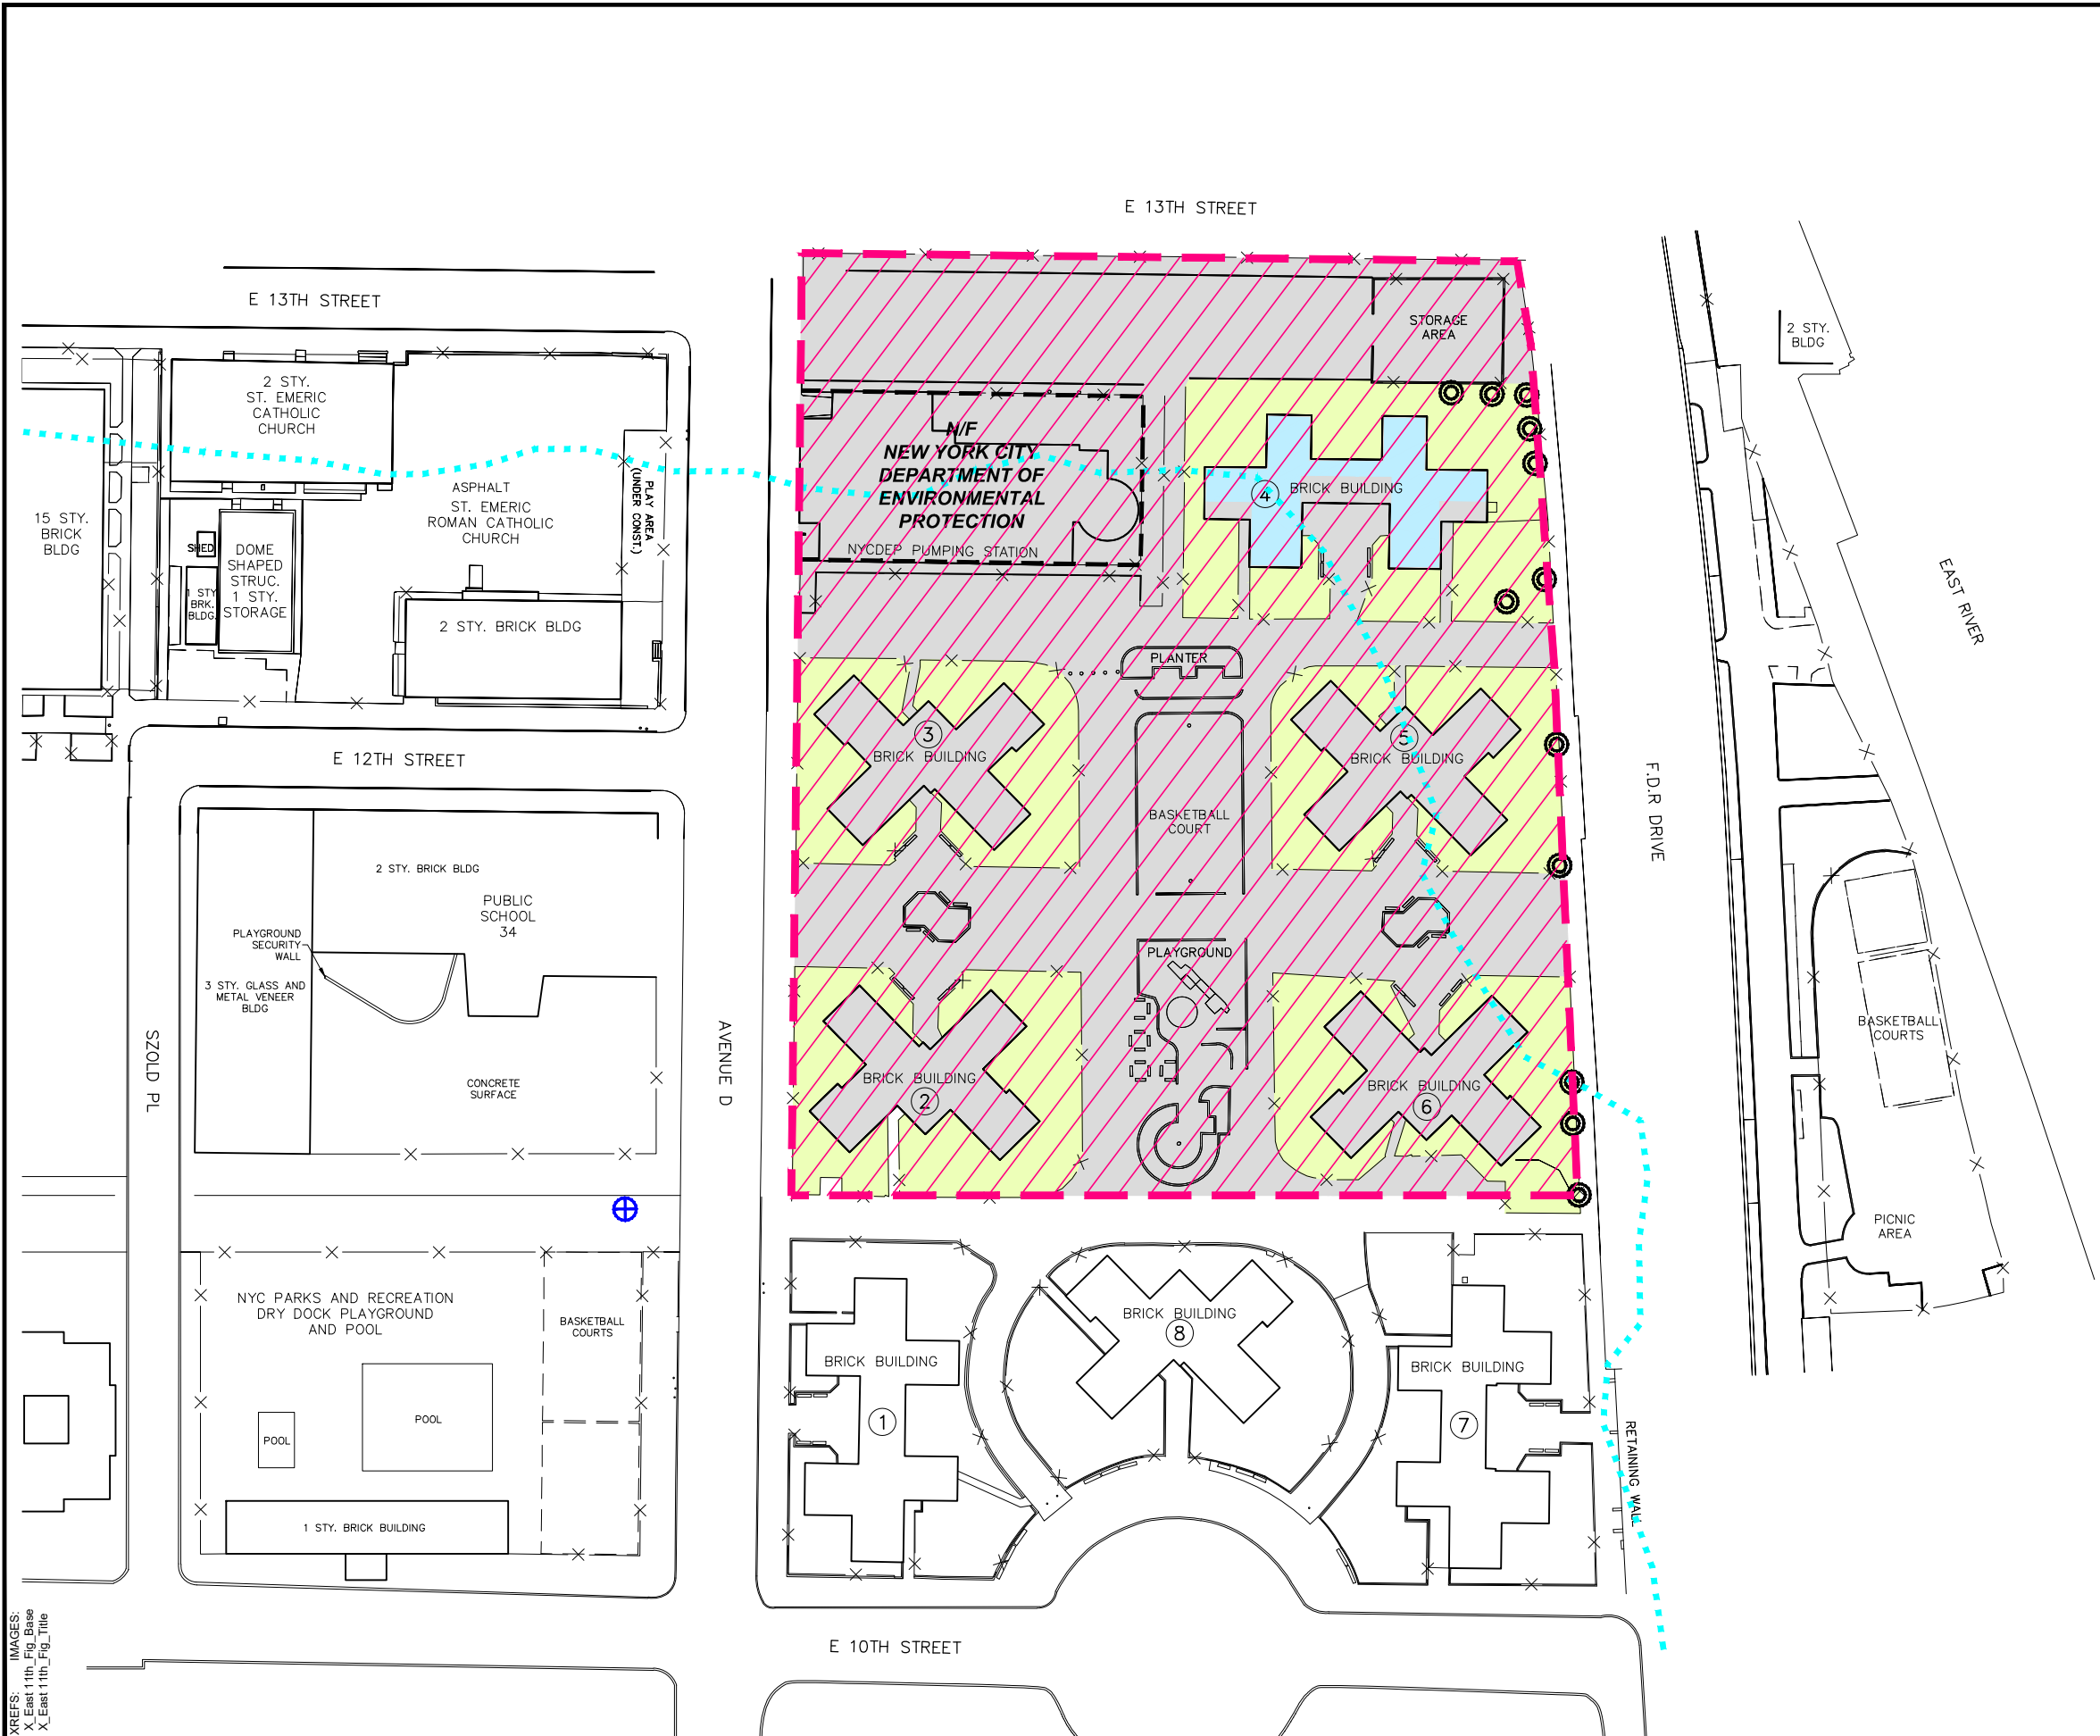 E 13TH STREET
E 13TH STREET
STORAGE
AREA
2 STY.
BLDG
2 STY.
ST. EMERIC
CATHOLIC
CHURCH
N/F
NEW YORK CITY
DEPARTMENT OF
ENVIRONMENTAL
PROTECTION
NYCDEP PUMPING STATION
4
BRICK BUILDING
15 STY.
BRICK
BLDG
ASPHALT
ST. EMERIC
ROMAN CATHOLIC
CHURCH
PLAY AREA
(UNDER CONST.)
SHED
DOME
SHAPED
STRUC.
1 STY.
STORAGE
1 STY
BRK.
BLDG.
2 STY. BRICK BLDG
EAST RIVER
PLANTER
3
BRICK BUILDING
5
BRICK BUILDING
E 12TH STREET
BASKETBALL
COURT
F.D.R DRIVE
2 STY. BRICK BLDG
PUBLIC
SCHOOL
34
PLAYGROUND
SECURITY
WALL
3 STY. GLASS AND
METAL VENEER
BLDG
PLAYGROUND
SZOLD PL
AVENUE D
CONCRETE
SURFACE
BRICK BUILDING
2
BRICK BUILDING
6
BASKETBALL
COURTS
PICNIC
AREA
NYC PARKS AND RECREATION
DRY DOCK PLAYGROUND
AND POOL
BASKETBALL
COURTS
BRICK BUILDING
8
BRICK BUILDING
1
BRICK BUILDING
7
POOL
POOL
RETAINING WALL
1 STY. BRICK BUILDING
E 10TH STREET
XREFS: IMAGES:
X_East 11th_Fig_Base
X_East 11th_Fig_Title